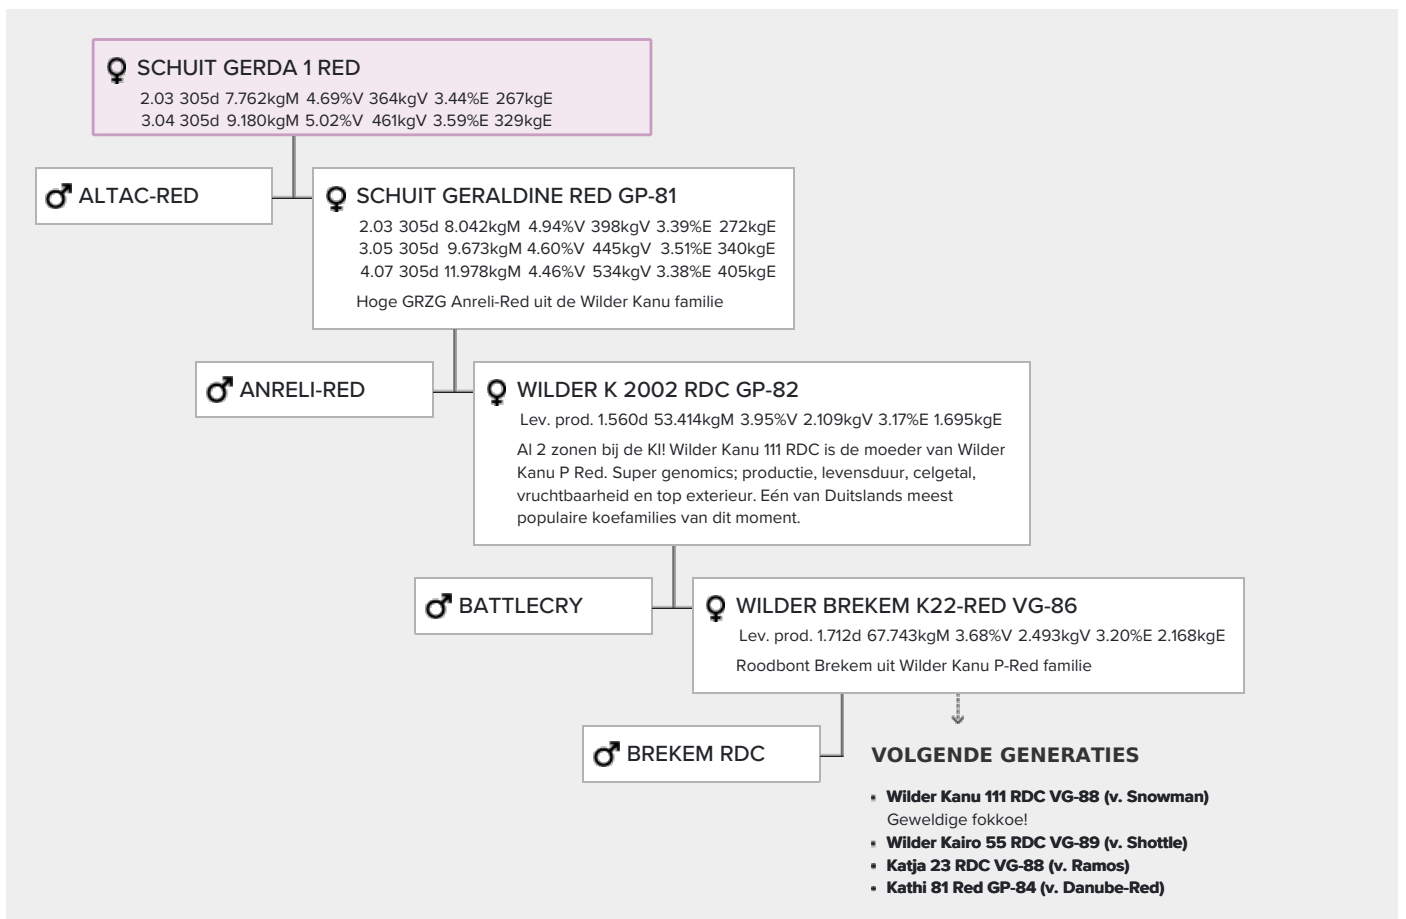 SCHUIT GERDA 1 RED
2.03 305d 7.762kgM 4.69%V 364kgV 3.44%E 267kgE
3.04 305d 9.180kgM 5.02%V 461kgV 3.59%E 329kgE
ALTAC-RED
SCHUIT GERALDINE RED GP-81
2.03 305d 8.042kgM 4.94%V 398kgV 3.39%E 272kgE
3.05 305d 9.673kgM 4.60%V 445kgV 3.51%E 340kgE
4.07 305d 11.978kgM 4.46%V 534kgV 3.38%E 405kgE
Hoge GRZG Anreli-Red uit de Wilder Kanu familie
ANRELI-RED
WILDER K 2002 RDC GP-82
Lev. prod. 1.560d 53.414kgM 3.95%V 2.109kgV 3.17%E 1.695kgE
Al 2 zonen bij de KI! Wilder Kanu 111 RDC is de moeder van Wilder
Kanu P Red. Super genomics; productie, levensduur, celgetal,
vruchtbaarheid en top exterieur. Eén van Duitslands meest
populaire koefamilies van dit moment.
BATTLECRY
WILDER BREKEM K22-RED VG-86
Lev. prod. 1.712d 67.743kgM 3.68%V 2.493kgV 3.20%E 2.168kgE
Roodbont Brekem uit Wilder Kanu P-Red familie
BREKEM RDC
VOLGENDE GENERATIES
▪ Wilder Kanu 111 RDC VG-88 (v. Snowman)
Geweldige fokkoe!
▪ Wilder Kairo 55 RDC VG-89 (v. Shottle)
▪ Katja 23 RDC VG-88 (v. Ramos)
▪ Kathi 81 Red GP-84 (v. Danube-Red)